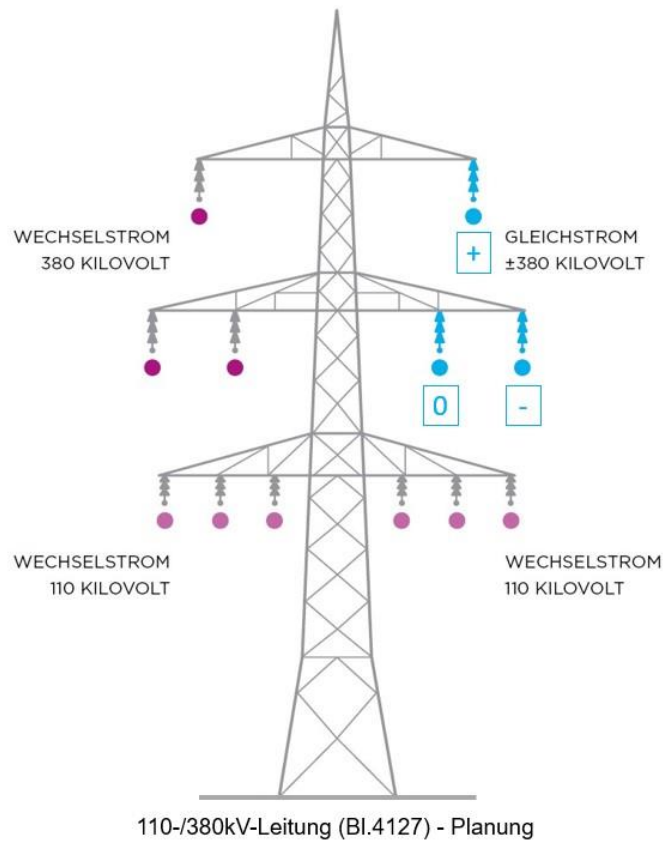 WECHSELSTROM
380 KILOVOLT
+
GLEICHSTROM
±380 KILOVOLT
0
-
WECHSELSTROM
110 KILOVOLT
WECHSELSTROM
110 KILOVOLT
110-/380kV-Leitung (Bl.4127) - Planung